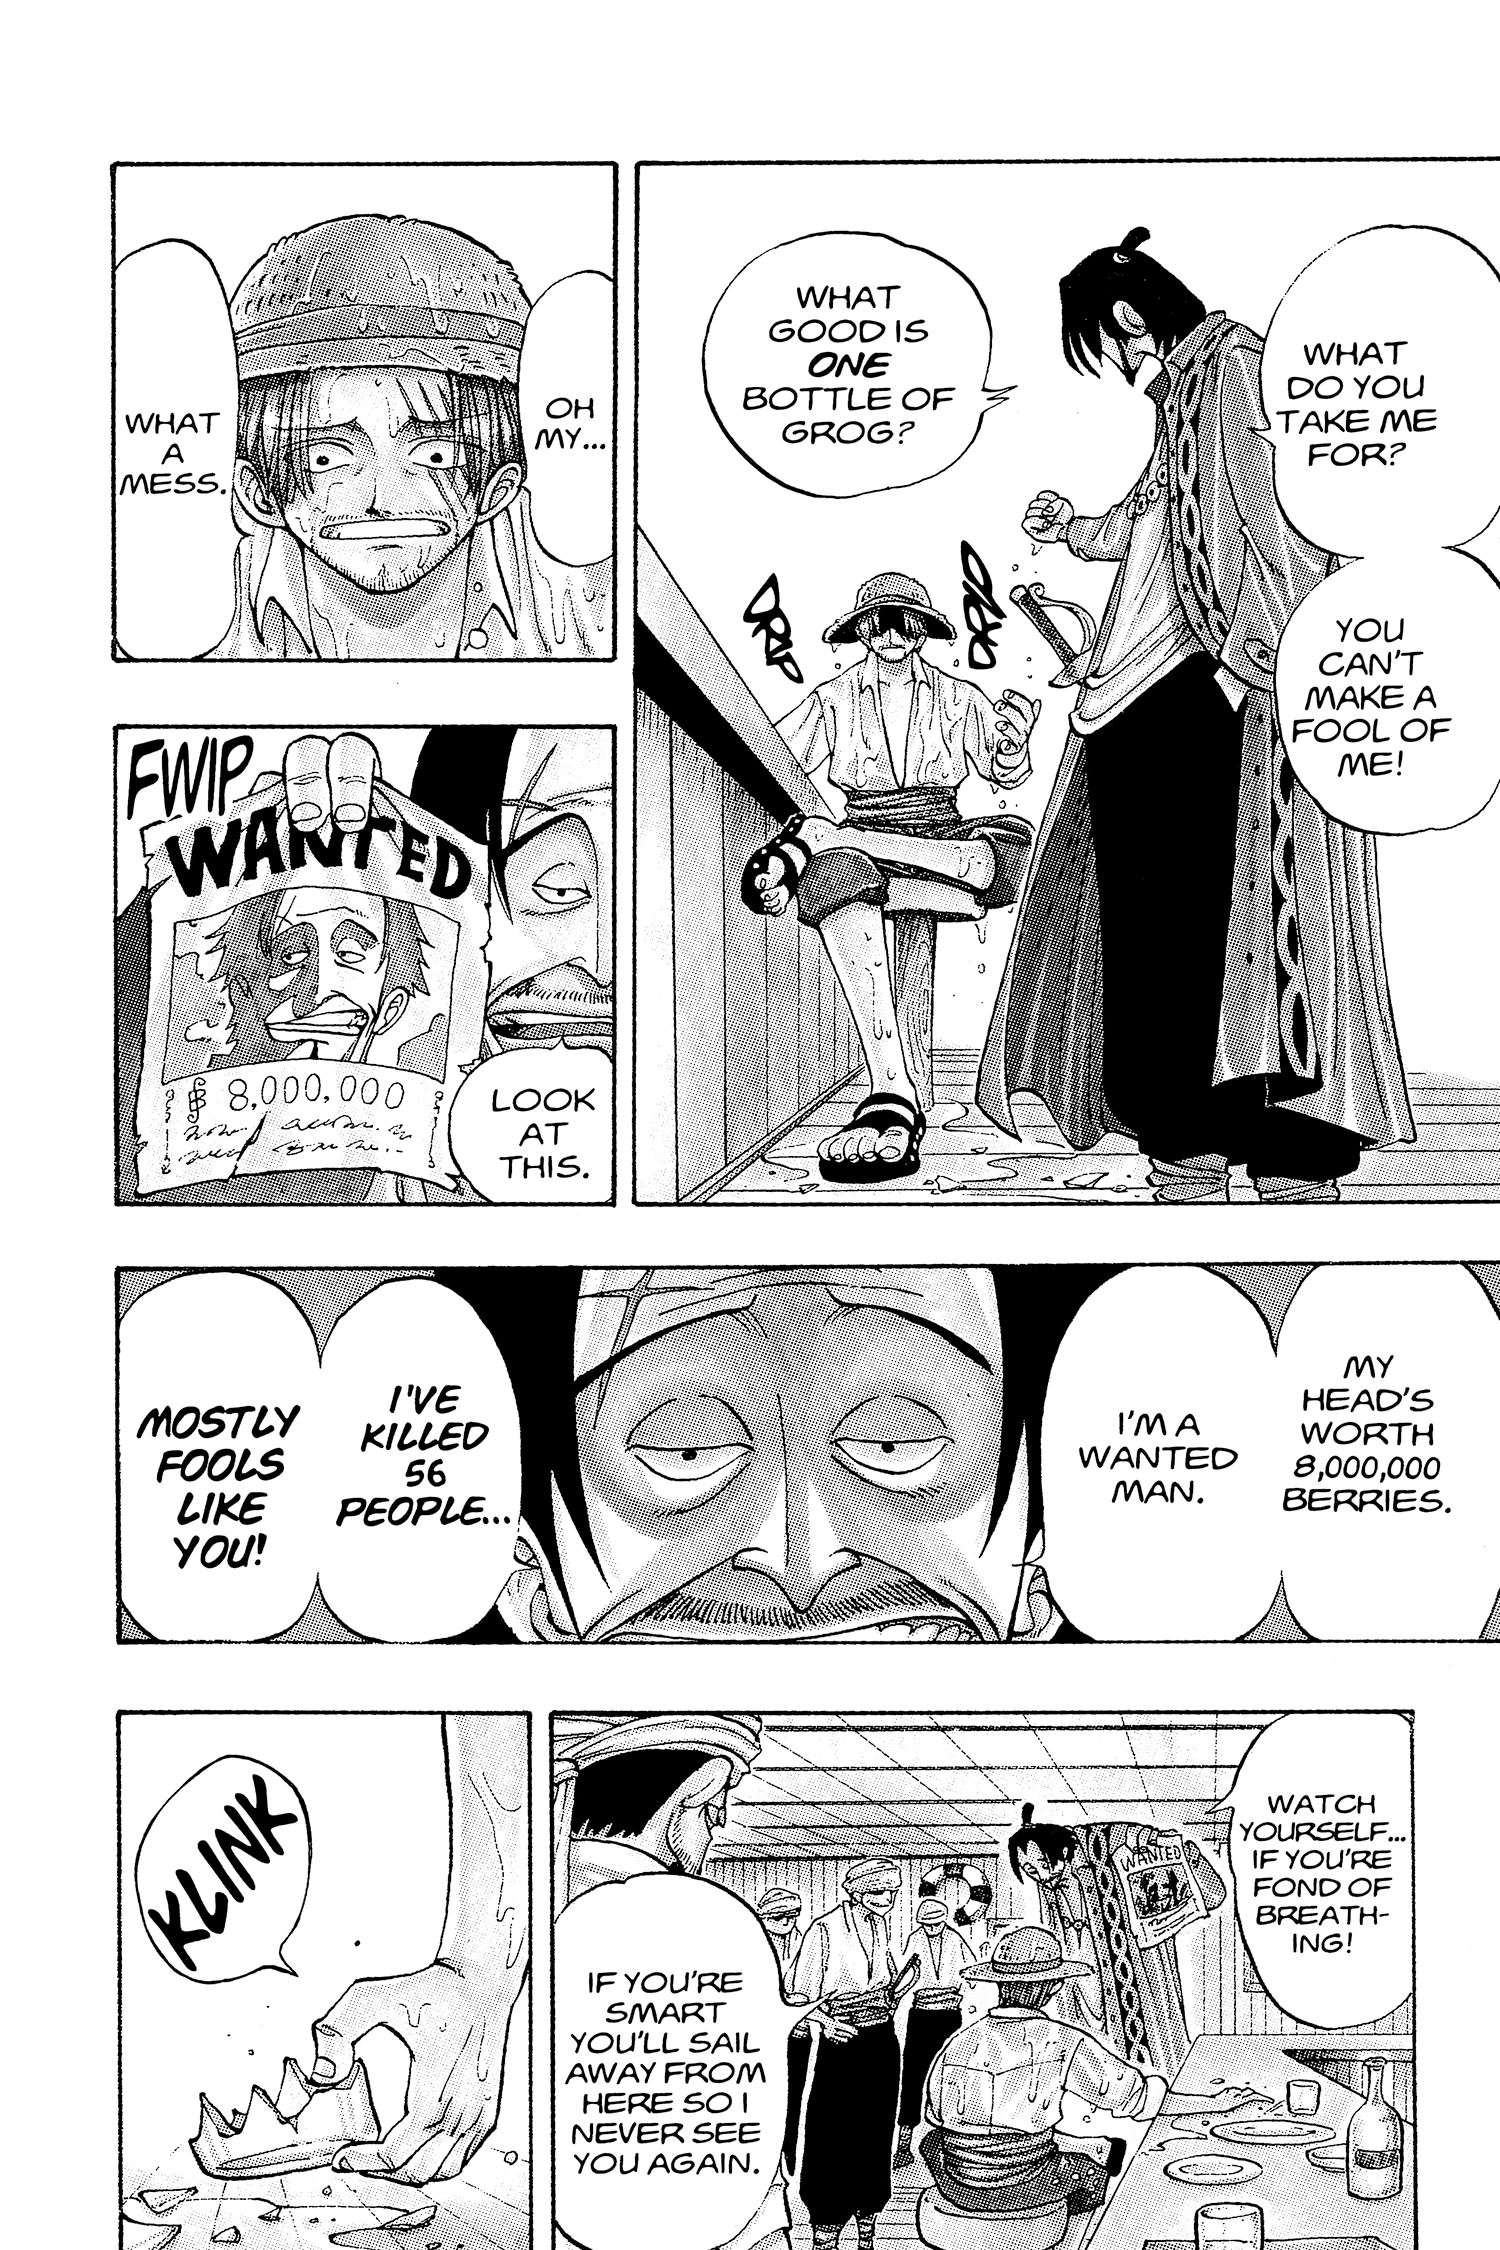 WHAT
DO YOU
TAKE ME
FOR?
YOU
CAN'T
MAKE A
FOOL OF
ME!
WHAT
GOOD IS
ONE
BOTTLE OF
GROG?
DRIP
DRIP
OH
MY...
WHAT
A
MESS.
FWIP
WANTED
8,000,000
LOOK
AT
THIS.
MY
HEAD'S
WORTH
8,000,000
BERRIES.
I'M A
WANTED
MAN.
I'VE
KILLED
56
PEOPLE...
MOSTLY
FOOLS
LIKE
YOU!
WATCH
YOURSELF...
IF YOU'RE
FOND OF
BREATH-
ING!
WANTED
IF YOU'RE
SMART
YOU'LL SAIL
AWAY FROM
HERE SO I
NEVER SEE
YOU AGAIN.
KLINK